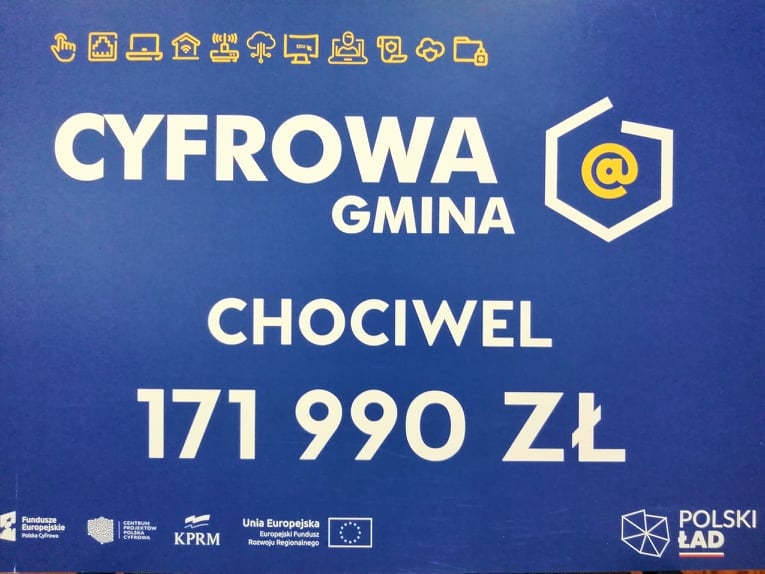 CYFROWA
GMINA
@
CHOCIWEL
171 990 ZŁ
Fundusze
Europejskie
Polska Cyfrowa
CENTRUM
PROJEKTÓW
POLSKA
CYFROWA
KPRM
Unia Europejska
Europejski Fundusz
Rozwoju Regionalnego
POLSKI
ŁAD